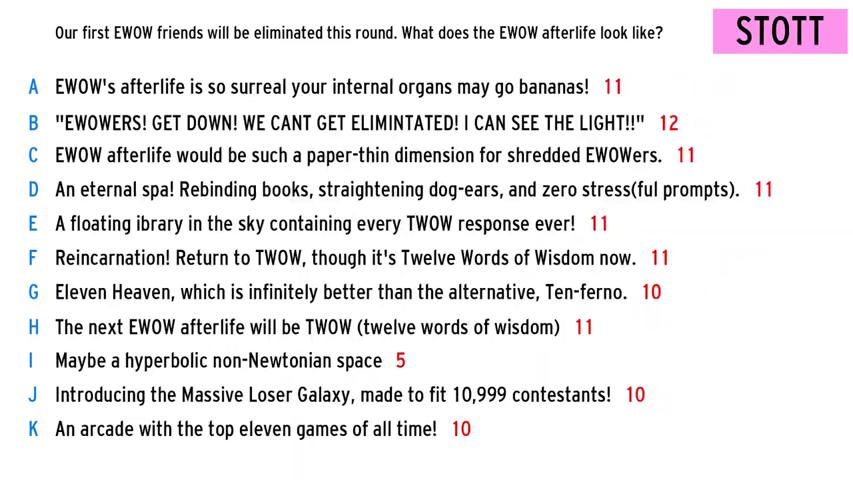 Our first EWOW friends will be eliminated this round. What does the EWOW afterlife look like?
STOTT
A EWOW's afterlife is so surreal your internal organs may go bananas! 11
B "EWOWERS! GET DOWN! WE CANT GET ELIMINTATED! I CAN SEE THE LIGHT!!" 12
C EWOW afterlife would be such a paper-thin dimension for shredded EWOWers. 11
D An eternal spa! Rebinding books, straightening dog-ears, and zero stress(ful prompts). 11
E A floating ibrary in the sky containing every TWOW response ever! 11
F Reincarnation! Return to TWOW, though it's Twelve Words of Wisdom now. 11
G Eleven Heaven, which is infinitely better than the alternative, Ten-ferno. 10
H The next EWOW afterlife will be TWOW (twelve words of wisdom) 11
I Maybe a hyperbolic non-Newtonian space 5
J Introducing the Massive Loser Galaxy, made to fit 10,999 contestants! 10
K An arcade with the top eleven games of all time! 10